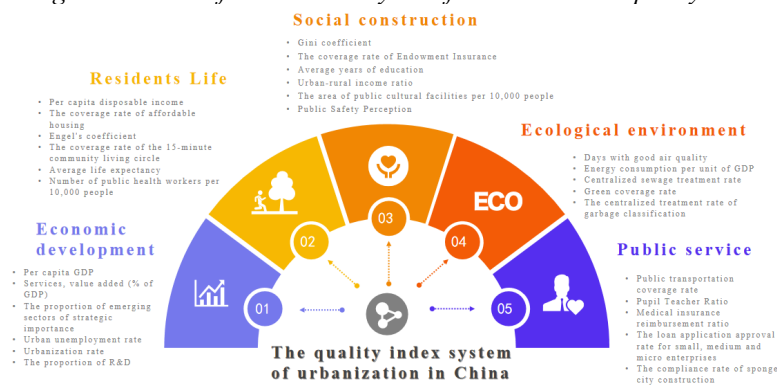 Social construction
• Gini coefficient
• The coverage rate of Endowment Insurance
• Average years of education
• Urban-rural income ratio
• The area of public cultural facilities per 10,000 people
• Public Safety Perception
Residents Life
• Per capita disposable income
• The coverage rate of affordable
housing
• Engel's coefficient
• The coverage rate of the 15-minute
community living circle
• Average life expectancy
• Number of public health workers per
10,000 people
Ecological environment
• Days with good air quality
• Energy consumption per unit of GDP
• Centralized sewage treatment rate
• Green coverage rate
• The centralized treatment rate of
garbage classification
Economic
development
• Per capita GDP
• Services, value added (% of
GDP)
• The proportion of emerging
sectors of strategic
importance
• Urban unemployment rate
• Urbanization rate
• The proportion of R&D
Public service
• Public transportation
coverage rate
• Pupil Teacher Ratio
• Medical insurance
reimbursement ratio
• The loan application approval
rate for small, medium and
micro enterprises
• The compliance rate of sponge
city construction
01
02
03
04
05
ECO
The quality index system
of urbanization in China